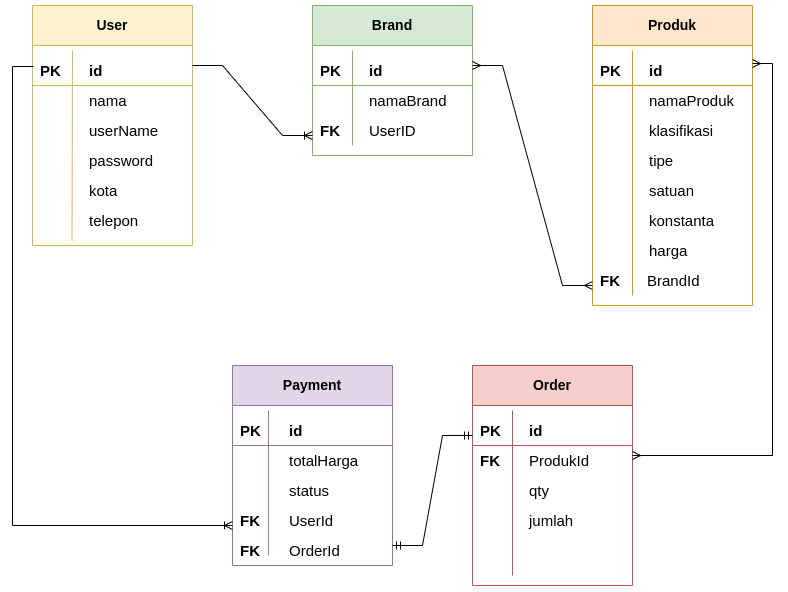 User
PK id
nama
userName
password
kota
telepon
Brand
PK id
namaBrand
FK UserID
Produk
PK id
namaProduk
klasifikasi
tipe
satuan
konstanta
harga
FK BrandId
Payment
PK id
totalHarga
status
FK UserId
FK OrderId
Order
PK id
FK ProdukId
qty
jumlah